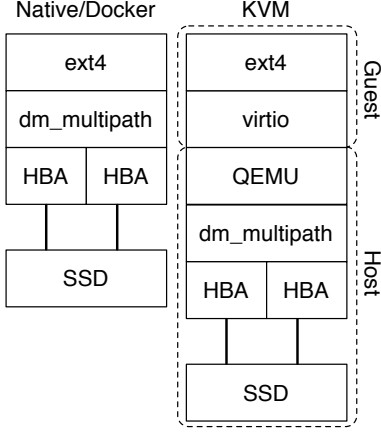 Native/Docker
ext4
dm_multipath
HBA HBA
SSD
KVM
ext4
virtio
QEMU
dm_multipath
HBA HBA
SSD
Guest
Host